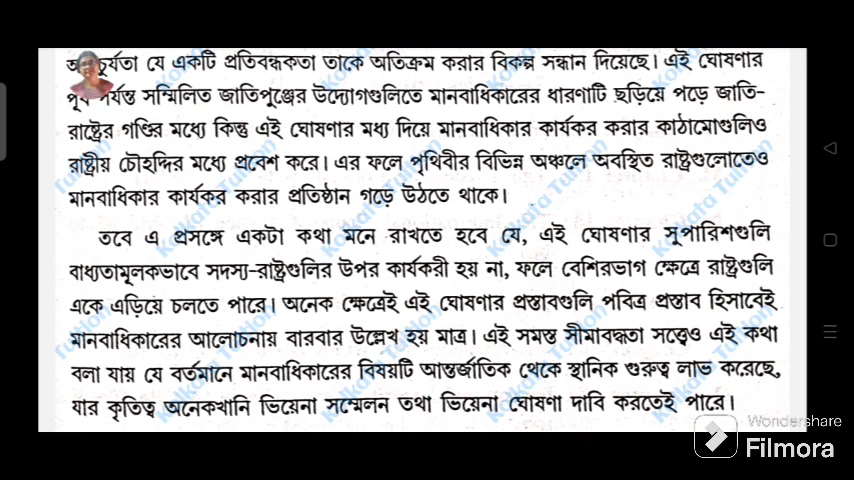 চুর্যতা যে একটি প্রতিবন্ধকতা তাকে অতিক্রম করার বিকল্প সন্ধান দিয়েছে। এই ঘোষণার
পূর্ব পর্যন্ত সম্মিলিত জাতিপুঞ্জের উদ্যোগগুলিতে মানবাধিকারের ধারণাটি ছড়িয়ে পড়ে জাতি-
রাষ্ট্রের গণ্ডির মধ্যে কিন্তু এই ঘোষণার মধ্য দিয়ে মানবাধিকার কার্যকর করার কাঠামোগুলিও
রাষ্ট্রীয় চৌহদ্দির মধ্যে প্রবেশ করে। এর ফলে পৃথিবীর বিভিন্ন অঞ্চলে অবস্থিত রাষ্ট্রগুলোতেও
মানবাধিকার কার্যকর করার প্রতিষ্ঠান গড়ে উঠতে থাকে।
তবে এ প্রসঙ্গে একটা কথা মনে রাখতে হবে যে, এই ঘোষণার সুপারিশগুলি
বাধ্যতামূলকভাবে সদস্য-রাষ্ট্রগুলির উপর কার্যকরী হয় না, ফলে বেশিরভাগ ক্ষেত্রে রাষ্ট্রগুলি
একে এড়িয়ে চলতে পারে। অনেক ক্ষেত্রেই এই ঘোষণার প্রস্তাবগুলি পবিত্র প্রস্তাব হিসাবেই
মানবাধিকারের আলোচনায় বারবার উল্লেখ হয় মাত্র। এই সমস্ত সীমাবদ্ধতা সত্ত্বেও এই কথা
বলা যায় যে বর্তমানে মানবাধিকারের বিষয়টি আন্তর্জাতিক থেকে স্থানিক গুরুত্ব লাভ করেছে,
যার কৃতিত্ব অনেকখানি ভিয়েনা সম্মেলন তথা ভিয়েনা ঘোষণা দাবি করতেই পারে।
Kolkata Tution
Wondershare
Filmora